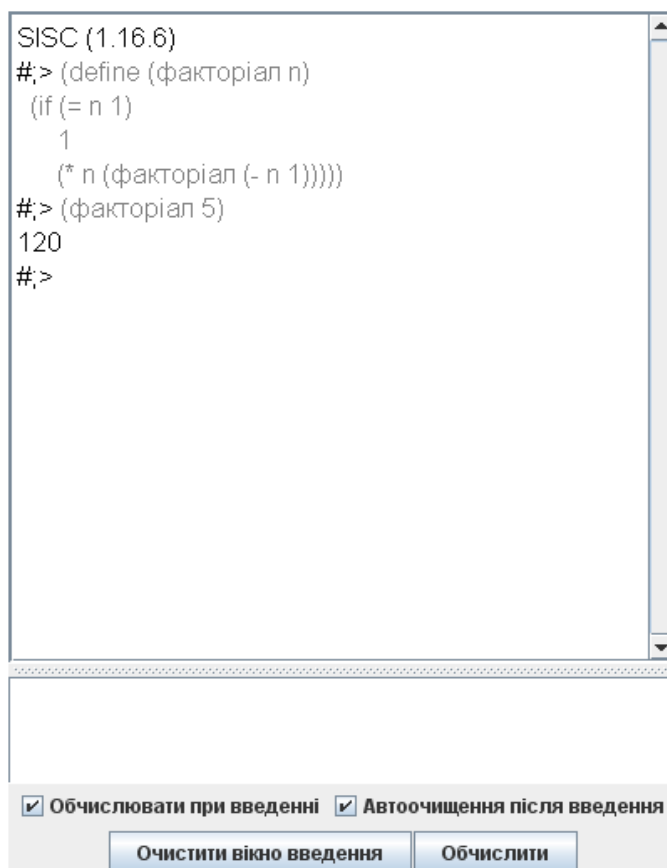 SISC (1.16.6)
#;> (define (факторіал n)
(if (= n 1)
1
(* n (факторіал (- n 1)))))
#;> (факторіал 5)
120
#;>
Обчислювати при введенні Автоочищення після введення
Очистити вікно введення Обчислити